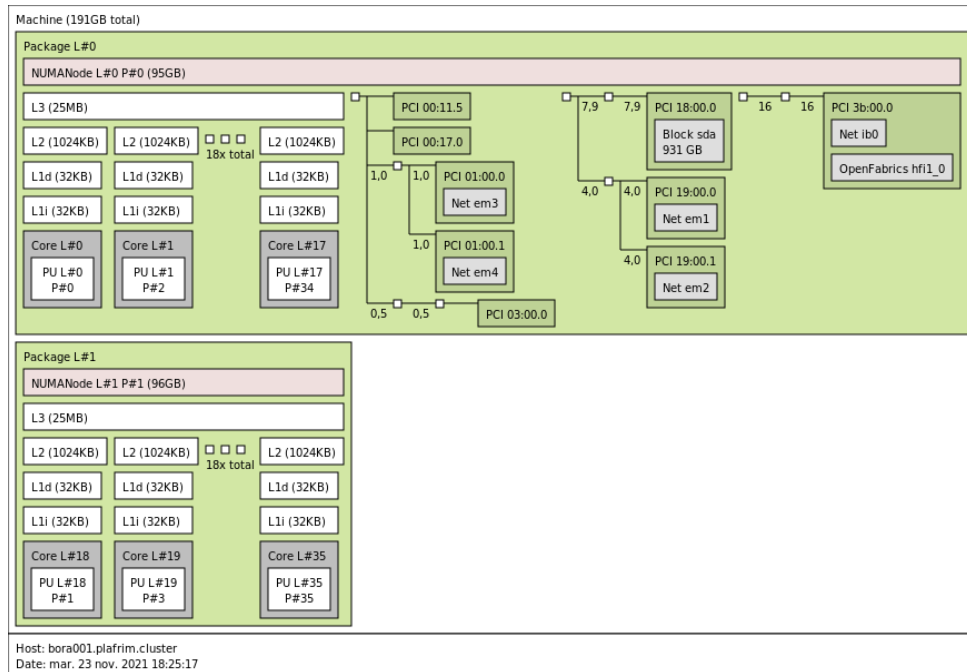 Machine (191GB total)
Package L#0
NUMANode L#0 P#0 (95GB)
L3 (25MB)
L2 (1024KB)
L2 (1024KB)
18x total
L2 (1024KB)
L1d (32KB)
L1d (32KB)
L1d (32KB)
L1i (32KB)
L1i (32KB)
L1i (32KB)
Core L#0
PU L#0
P#0
Core L#1
PU L#1
P#2
Core L#17
PU L#17
P#34
PCI 00:11.5
PCI 00:17.0
1,0
1,0
PCI 01:00.0
Net em3
1,0
PCI 01:00.1
Net em4
0,5
0,5
PCI 03:00.0
7,9
7,9
PCI 18:00.0
Block sda
931 GB
4,0
4,0
PCI 19:00.0
Net em1
4,0
PCI 19:00.1
Net em2
16
16
PCI 3b:00.0
Net ib0
OpenFabrics hfi1_0
Package L#1
NUMANode L#1 P#1 (96GB)
L3 (25MB)
L2 (1024KB)
L2 (1024KB)
18x total
L2 (1024KB)
L1d (32KB)
L1d (32KB)
L1d (32KB)
L1i (32KB)
L1i (32KB)
L1i (32KB)
Core L#18
PU L#18
P#1
Core L#19
PU L#19
P#3
Core L#35
PU L#35
P#35
Host: bora001.plafrim.cluster
Date: mar. 23 nov. 2021 18:25:17